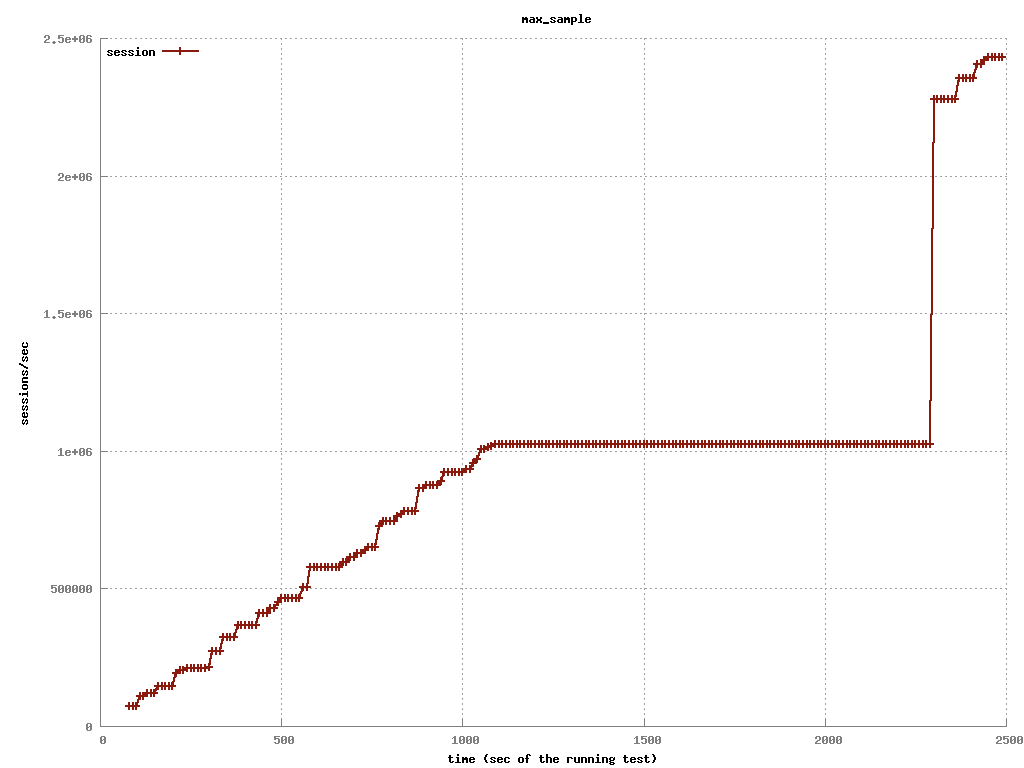 max_sample
2.5e+06
session
2e+06
1.5e+06
sessions/sec
1e+06
500000
0
0 500 1000 1500 2000 2500
time (sec of the running test)